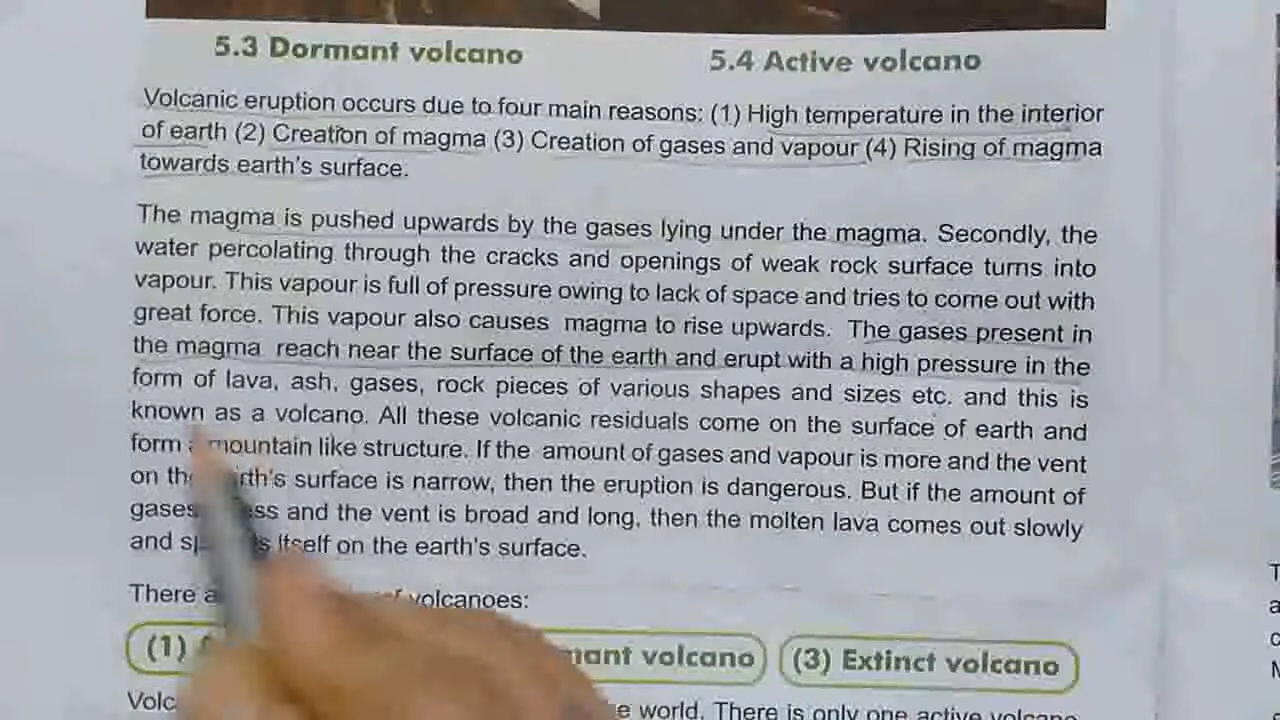 5.3 Dormant volcano
5.4 Active volcano
Volcanic eruption occurs due to four main reasons: (1) High temperature in the interior
of earth (2) Creation of magma (3) Creation of gases and vapour (4) Rising of magma
towards earth's surface.
The magma is pushed upwards by the gases lying under the magma. Secondly, the
water percolating through the cracks and openings of weak rock surface turns into
vapour. This vapour is full of pressure owing to lack of space and tries to come out with
great force. This vapour also causes magma to rise upwards. The gases present in
the magma reach near the surface of the earth and erupt with a high pressure in the
form of lava, ash, gases, rock pieces of various shapes and sizes etc. and this is
known as a volcano. All these volcanic residuals come on the surface of earth and
form a mountain like structure. If the amount of gases and vapour is more and the vent
on the earth's surface is narrow, then the eruption is dangerous. But if the amount of
gases and the vent is broad and long, then the molten lava comes out slowly
and itself on the earth's surface.
There volcanoes:
(1) volcano (3) Extinct volcano
world. There is only one active volcano